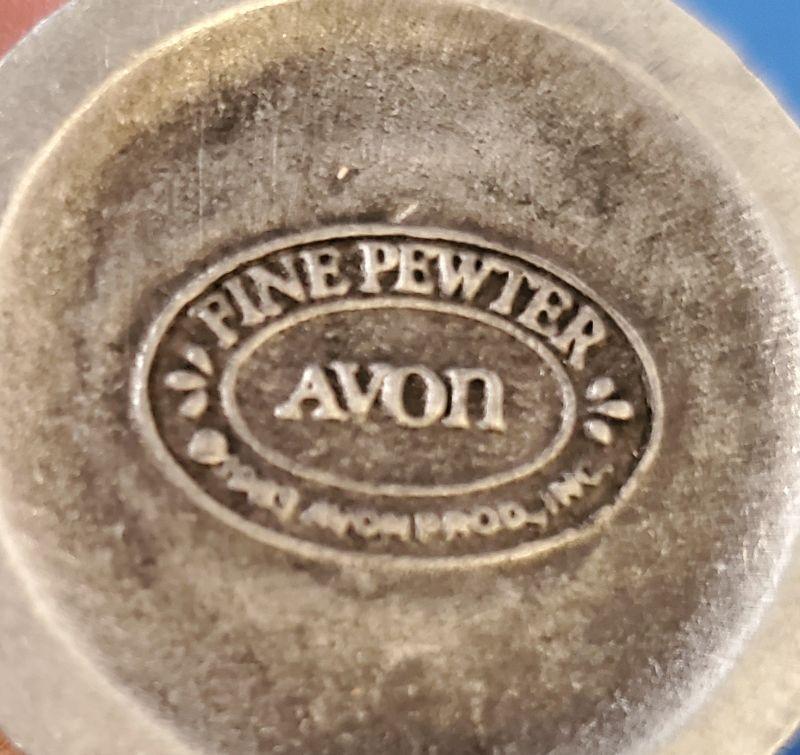 FINE PEWTER
AVON
AVON PROD., INC.